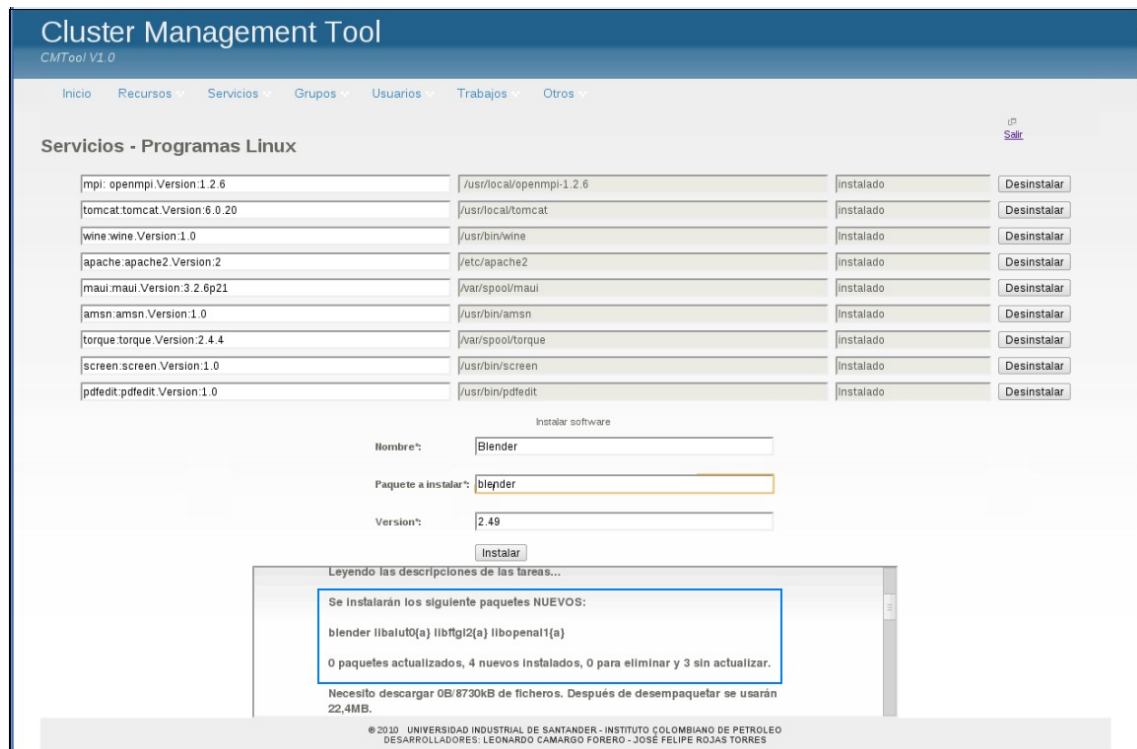 Cluster Management Tool
CMTool V1.0
Inicio Recursos Servicios Grupos Usuarios Trabajos Otros
Salir
Servicios - Programas Linux
mpi: openmpi.Version:1.2.6 /usr/local/openmpi-1.2.6 instalado Desinstalar
tomcat:tomcat.Version:6.0.20 /usr/local/tomcat instalado Desinstalar
wine:wine.Version:1.0 /usr/bin/wine Instalado Desinstalar
apache:apache2.Version:2 /etc/apache2 instalado Desinstalar
maui:maui.Version:3.2.6p21 /var/spool/maui instalado Desinstalar
amsn:amsn.Version:1.0 /usr/bin/amsn Instalado Desinstalar
torque:torque.Version:2.4.4 /var/spool/torque instalado Desinstalar
screen:screen.Version:1.0 /usr/bin/screen Instalado Desinstalar
pdfedit:pdfedit.Version:1.0 /usr/bin/pdfedit Instalado Desinstalar
Instalar software
Nombre*: Blender
Paquete a instalar*: blender
Version*: 2.49
Instalar
Leyendo las descripciones de las tareas...
Se instalarán los siguiente paquetes NUEVOS:
blender libalut0{a} libftgl2{a} libopenal1{a}
0 paquetes actualizados, 4 nuevos instalados, 0 para eliminar y 3 sin actualizar.
Necesito descargar 0B/8730kB de ficheros. Después de desempaquetar se usarán
22,4MB.
© 2010 UNIVERSIDAD INDUSTRIAL DE SANTANDER - INSTITUTO COLOMBIANO DE PETROLEO
DESARROLLADORES: LEONARDO CAMARGO FORERO - JOSÉ FELIPE ROJAS TORRES